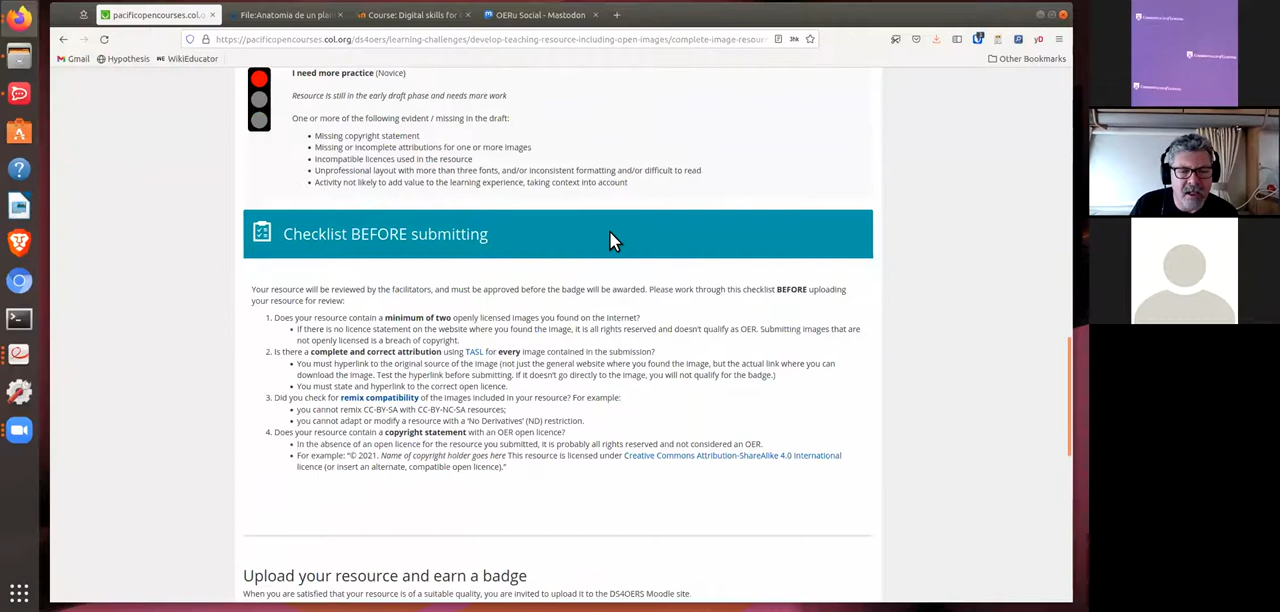 pacificopencourses.col.o
File:Anatomia de un plan
Course: Digital skills for o
OERu Social - Mastodon
https://pacificopencourses.col.org/ds4oers/learning-challenges/develop-teaching-resource-including-open-images/complete-image-resour
Gmail
Hypothesis
WikiEducator
Other Bookmarks
I need more practice (Novice)
Resource is still in the early draft phase and needs more work
One or more of the following evident / missing in the draft:
• Missing copyright statement
• Missing or incomplete attributions for one or more images
• Incompatible licences used in the resource
• Unprofessional layout with more than three fonts, and/or inconsistent formatting and/or difficult to read
• Activity not likely to add value to the learning experience, taking context into account
Checklist BEFORE submitting
Your resource will be reviewed by the facilitators, and must be approved before the badge will be awarded. Please work through this checklist BEFORE uploading
your resource for review:
1. Does your resource contain a minimum of two openly licensed images you found on the Internet?
• If there is no licence statement on the website where you found the image, it is all rights reserved and doesn't qualify as OER. Submitting images that are
not openly licensed is a breach of copyright.
2. Is there a complete and correct attribution using TASL for every image contained in the submission?
• You must hyperlink to the original source of the image (not just the general website where you found the image, but the actual link where you can
download the image. Test the hyperlink before submitting. If it doesn't go directly to the image, you will not qualify for the badge.)
• You must state and hyperlink to the correct open licence.
3. Did you check for remix compatibility of the images included in your resource? For example:
• you cannot remix CC-BY-SA with CC-BY-NC-SA resources;
• you cannot adapt or modify a resource with a 'No Derivatives' (ND) restriction.
4. Does your resource contain a copyright statement with an OER open licence?
• In the absence of an open licence for the resource you submitted, it is probably all rights reserved and not considered an OER.
• For example: "© 2021. Name of copyright holder goes here This resource is licensed under Creative Commons Attribution-ShareAlike 4.0 International
licence (or insert an alternate, compatible open licence)."
Upload your resource and earn a badge
When you are satisfied that your resource is of a suitable quality, you are invited to upload it to the DS4OERS Moodle site.